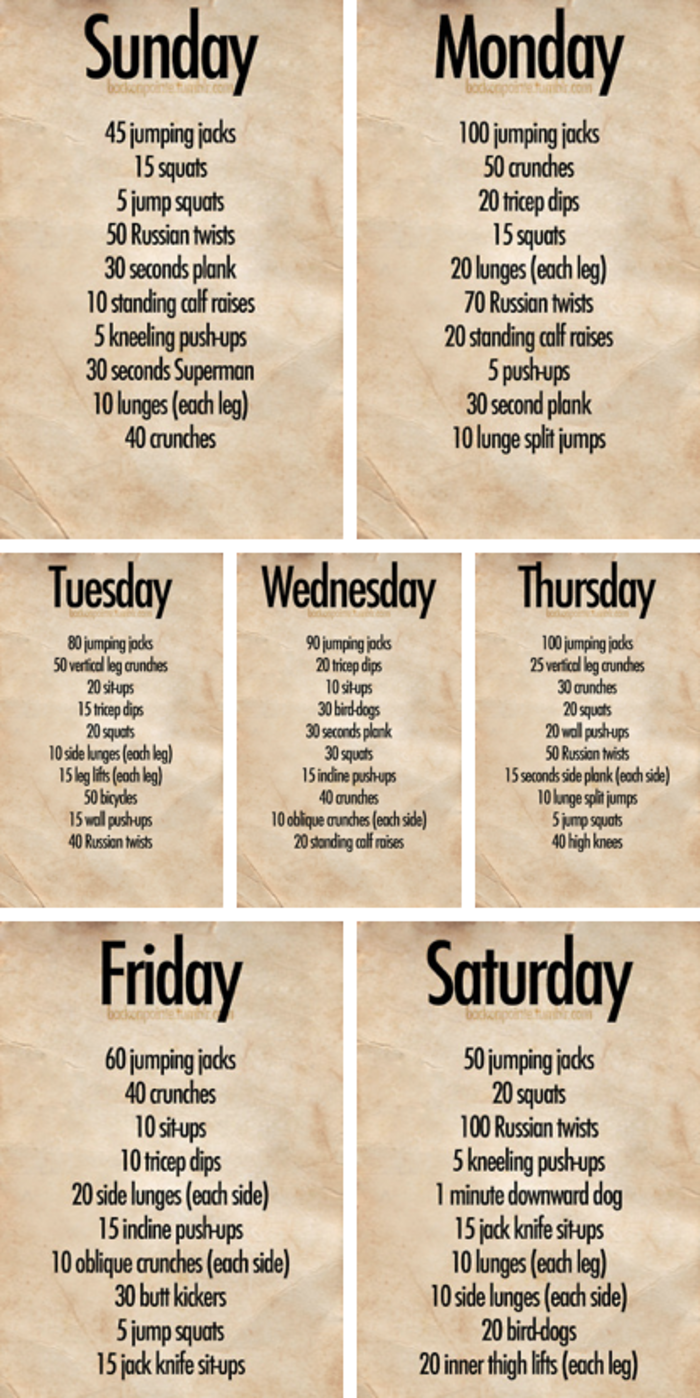 Sunday
backonpointe.tumblr.com
45 jumping jacks
15 squats
5 jump squats
50 Russian twists
30 seconds plank
10 standing calf raises
5 kneeling push-ups
30 seconds Superman
10 lunges (each leg)
40 crunches
Monday
backonpointe.tumblr.com
100 jumping jacks
50 crunches
20 tricep dips
15 squats
20 lunges (each leg)
70 Russian twists
20 standing calf raises
5 push-ups
30 second plank
10 lunge split jumps
Tuesday
80 jumping jacks
50 vertical leg crunches
20 sit-ups
15 tricep dips
20 squats
10 side lunges (each leg)
15 leg lifts (each leg)
50 bicycles
15 wall push-ups
40 Russian twists
Wednesday
90 jumping jacks
20 tricep dips
10 sit-ups
30 bird-dogs
30 seconds plank
30 squats
15 incline push-ups
40 crunches
10 oblique crunches (each side)
20 standing calf raises
Thursday
100 jumping jacks
25 vertical leg crunches
30 crunches
20 squats
20 wall push-ups
50 Russian twists
15 seconds side plank (each side)
10 lunge split jumps
5 jump squats
40 high knees
Friday
backonpointe.tumblr.com
60 jumping jacks
40 crunches
10 sit-ups
10 tricep dips
20 side lunges (each side)
15 incline push-ups
10 oblique crunches (each side)
30 butt kickers
5 jump squats
15 jack knife sit-ups
Saturday
backonpointe.tumblr.com
50 jumping jacks
20 squats
100 Russian twists
5 kneeling push-ups
1 minute downward dog
15 jack knife sit-ups
10 lunges (each leg)
10 side lunges (each side)
20 bird-dogs
20 inner thigh lifts (each leg)